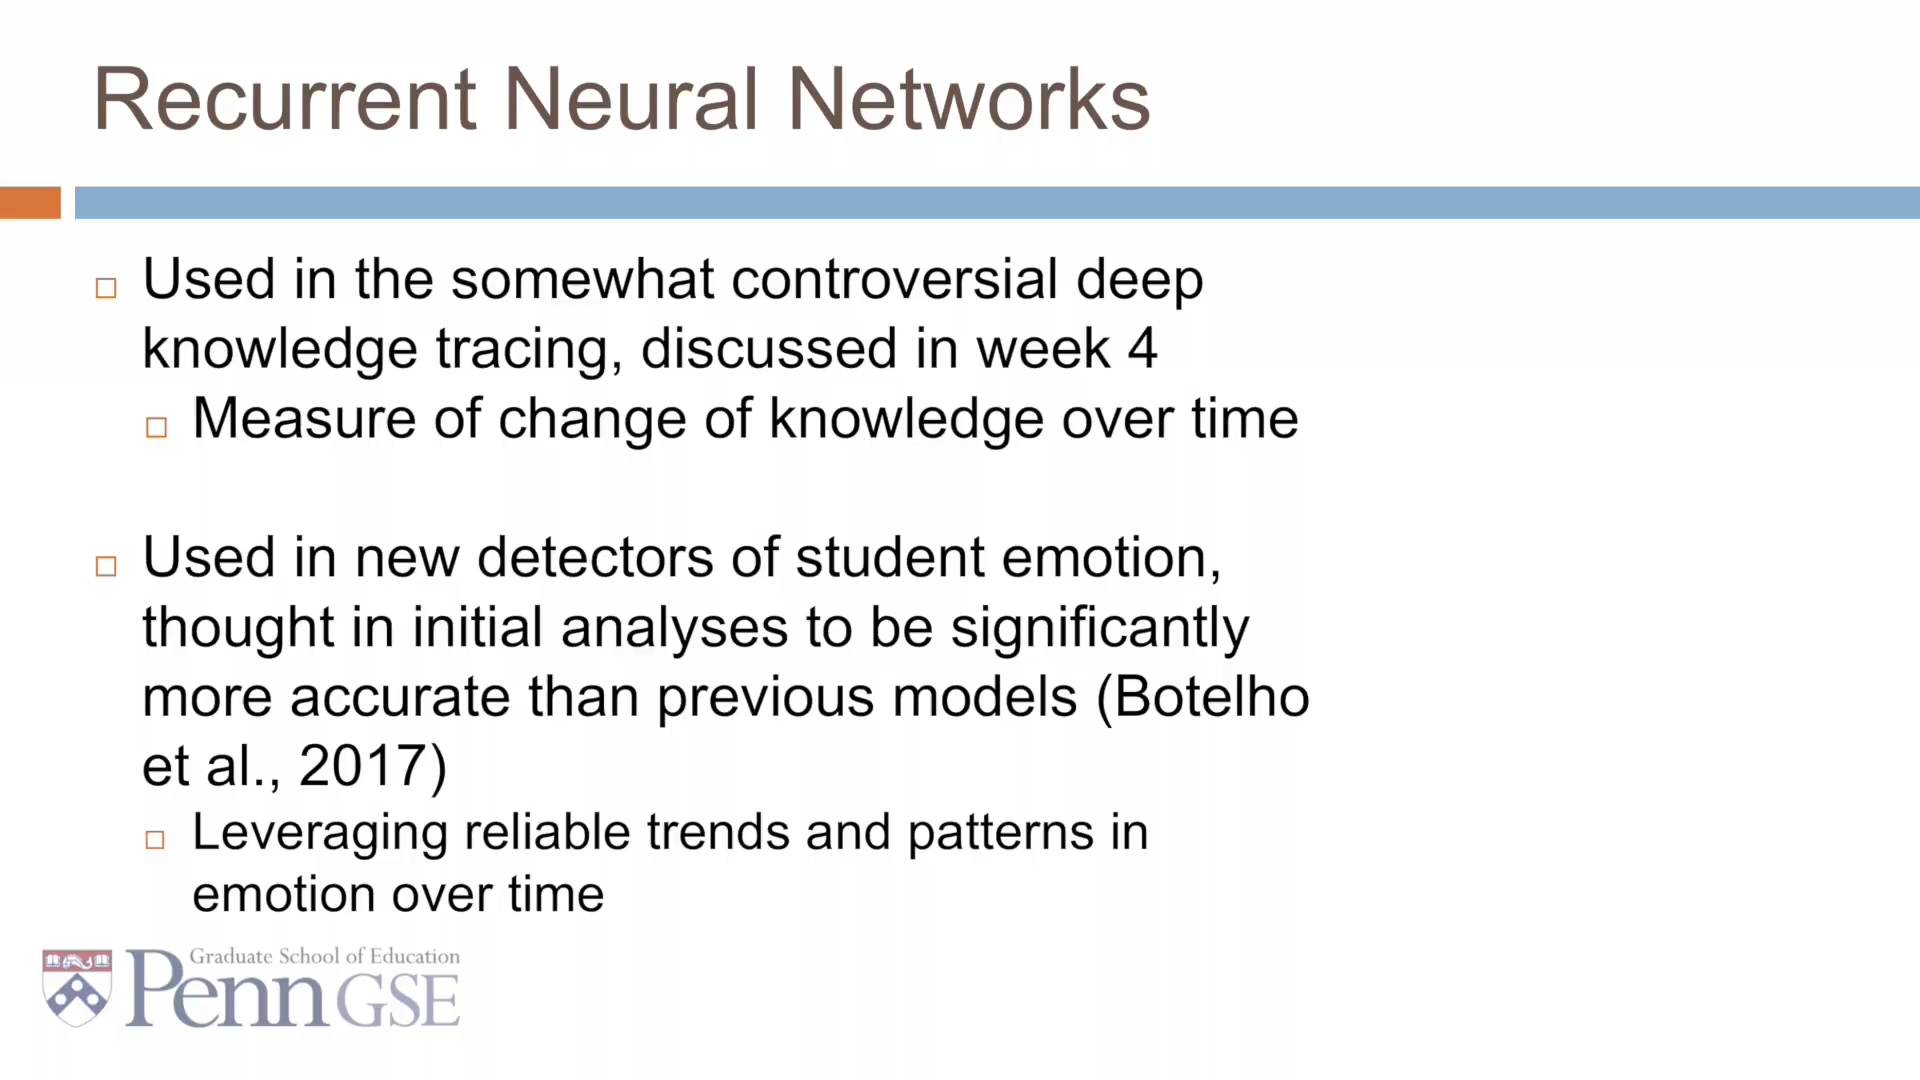 Recurrent Neural Networks
Used in the somewhat controversial deep
knowledge tracing, discussed in week 4
Measure of change of knowledge over time
Used in new detectors of student emotion,
thought in initial analyses to be significantly
more accurate than previous models (Botelho
et al., 2017)
Leveraging reliable trends and patterns in
emotion over time
Graduate School of Education
Penn GSE